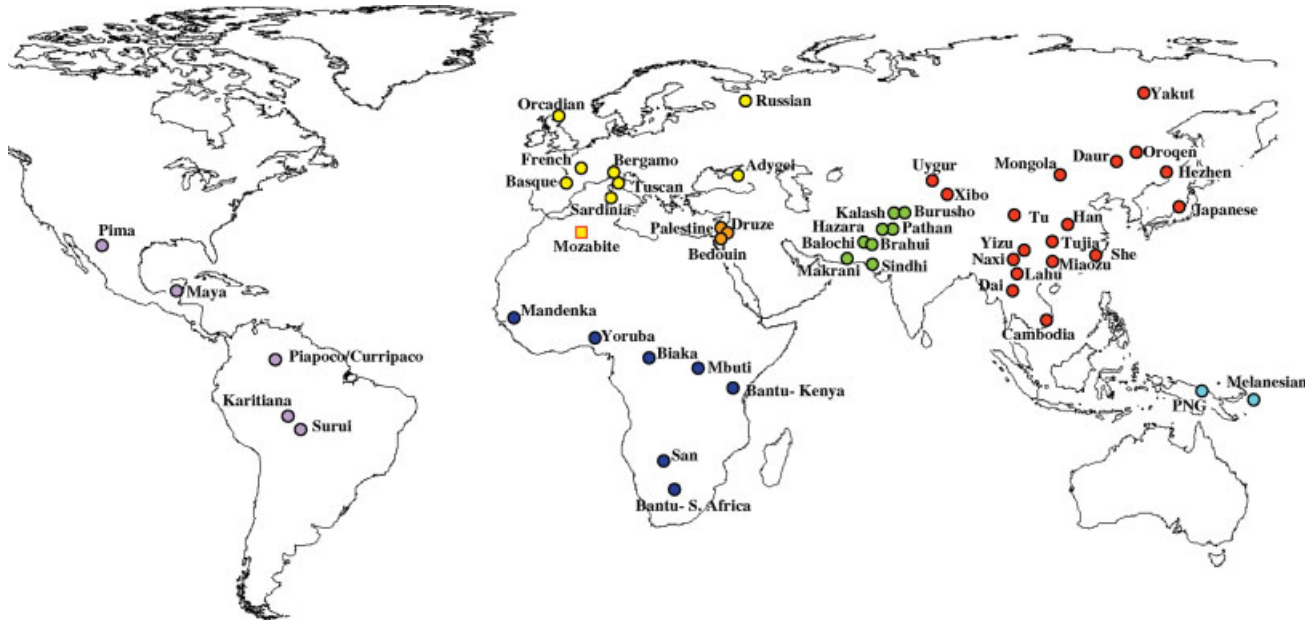 Yakut
Russian
Orcadian
Oroqen
Daur
French
Bergamo
Adygei
Uygur
Mongola
Hezhen
Basque
Tuscan
Xibo
Sardinia
Kalash
Burusho
Tu
Han
Japanese
Pima
Palestine
Druze
Hazara
Pathan
Mozabite
Bedouin
Balochi
Brahui
Yizu
Tujia
She
Naxi
Miaozu
Makrani
Sindhi
Lahu
Maya
Dai
Mandenka
Cambodia
Yoruba
Piapoco/Curripaco
Biaka
Mbuti
Melanesian
Bantu- Kenya
PNG
Karitiana
Surui
San
Bantu- S. Africa